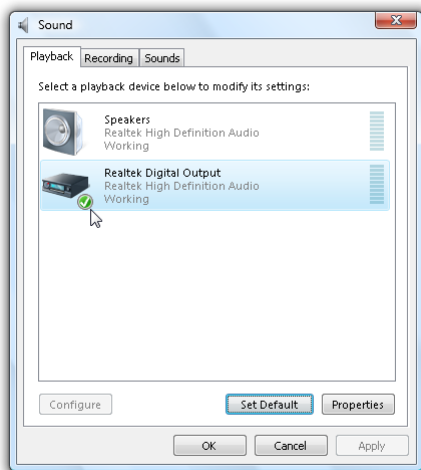 Sound
Playback Recording Sounds
Select a playback device below to modify its settings:
Speakers
Realtek High Definition Audio
Working
Realtek Digital Output
Realtek High Definition Audio
Working
Configure Set Default Properties
OK Cancel Apply